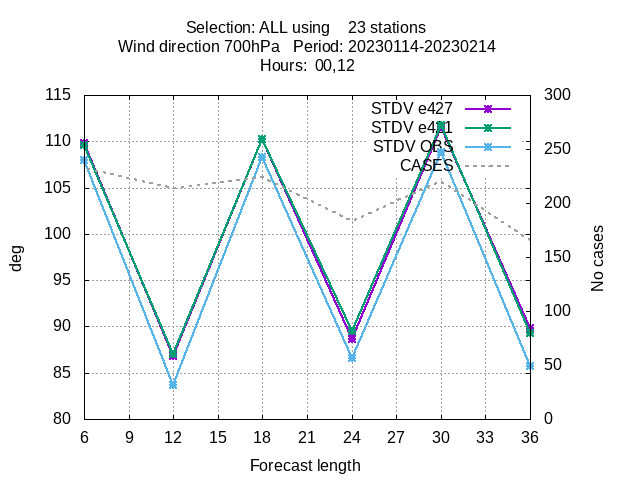 Selection: ALL using 23 stations
Wind direction 700hPa Period: 20230114-20230214
Hours: 00,12
STDV e427
STDV e421
STDV OBS
CASES
115
110
105
100
95
90
85
80
300
250
200
150
100
50
0
deg
No cases
6 9 12 15 18 21 24 27 30 33 36
Forecast length